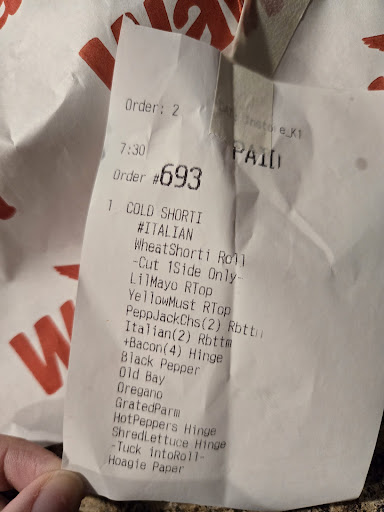 Wa
Order: 2
Instore_K1
7:30
PAID
Order #693
1 COLD SHORTI
#ITALIAN
WheatShorti Roll
-Cut 1Side Only-
LilMayo RTop
YellowMust RTop
PeppJackChs(2) Rbttm
Italian(2) Rbttm
+Bacon(4) Hinge
Black Pepper
Old Bay
Oregano
GratedParm
HotPeppers Hinge
ShredLettuce Hinge
-Tuck intoRoll-
Hoagie Paper